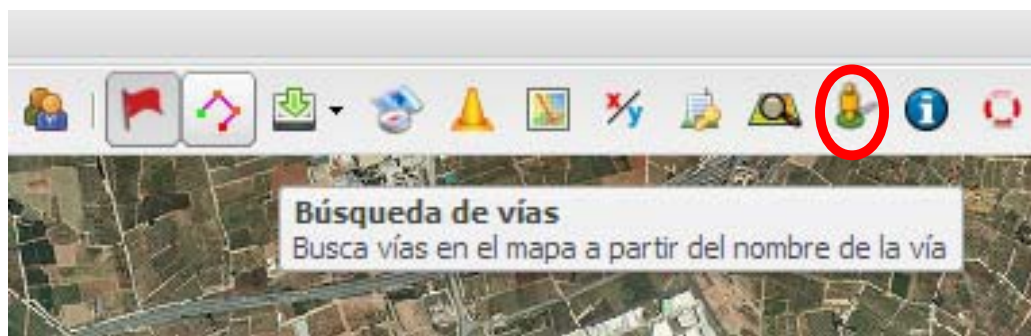 x/y
Búsqueda de vías
Busca vías en el mapa a partir del nombre de la vía